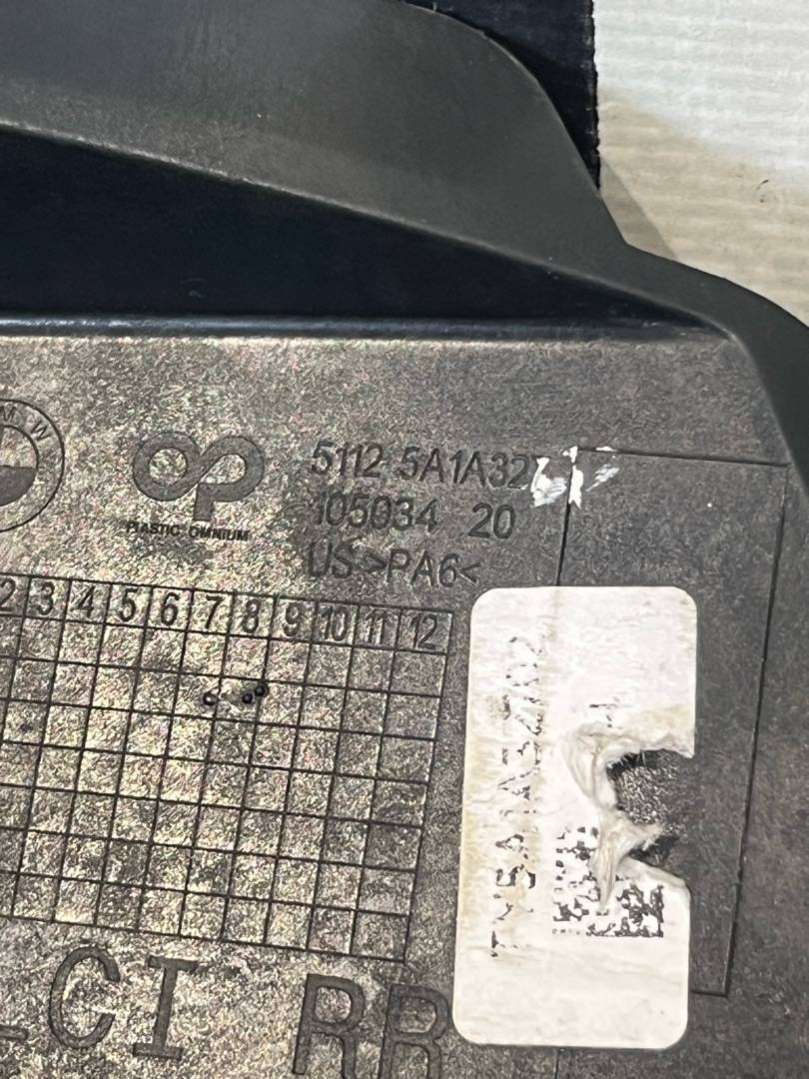 BMW
PLASTIC OMNIUM
5112 5A1A32
105034 20
US >PA6<
2 3 4 5 6 7 8 9 10 11 12
LCI RR